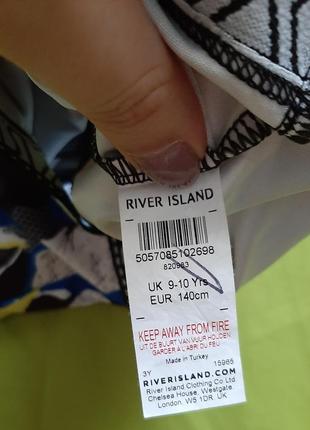 RIVER ISLAND
5057085102698
820983
UK 9-10 Yrs
EUR 140cm
KEEP AWAY FROM FIRE
UIT DE BUURT VAN VUUR HOUDEN
GARDER À L'ABRI DU FEU
Made in Turkey
3Y 15985
RIVERISLAND.COM
River Island Clothing Co Ltd
Chelsea House, Westgate
London W5 1DR UK